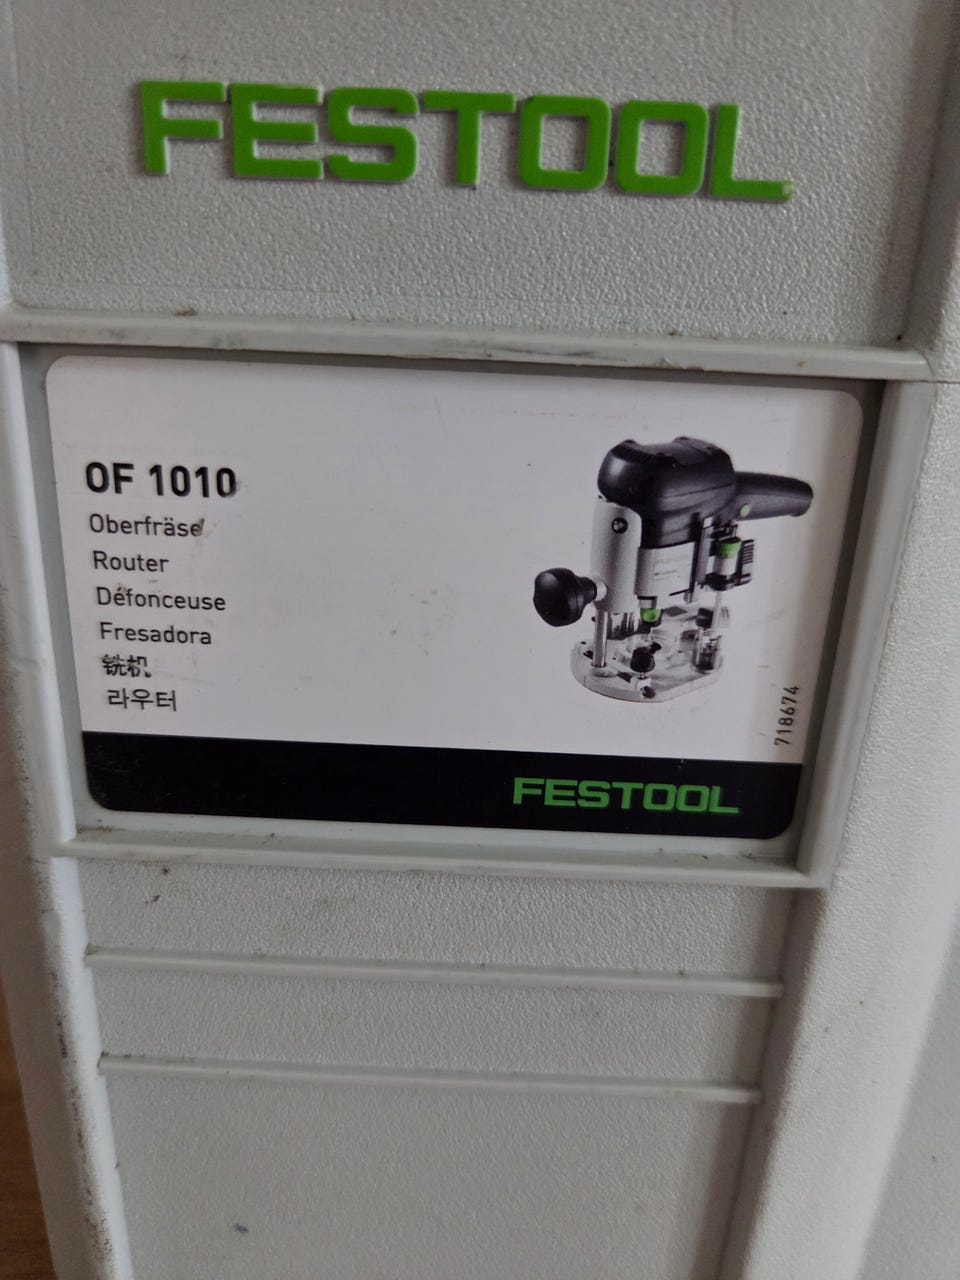 FESTOOL
OF 1010
Oberfräse
Router
Défonceuse
Fresadora
铣机
라우터
718674
FESTOOL